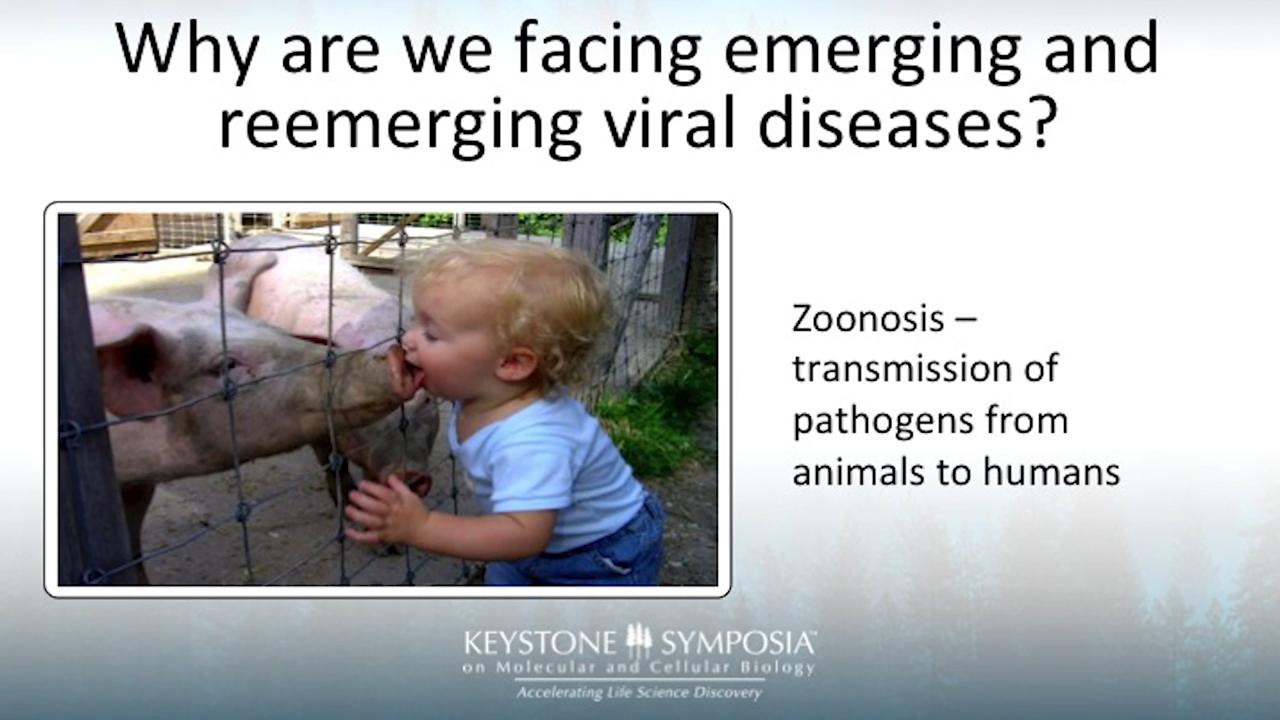 Why are we facing emerging and
reemerging viral diseases?
Zoonosis –
transmission of
pathogens from
animals to humans
KEYSTONE SYMPOSIA™
on Molecular and Cellular Biology
Accelerating Life Science Discovery